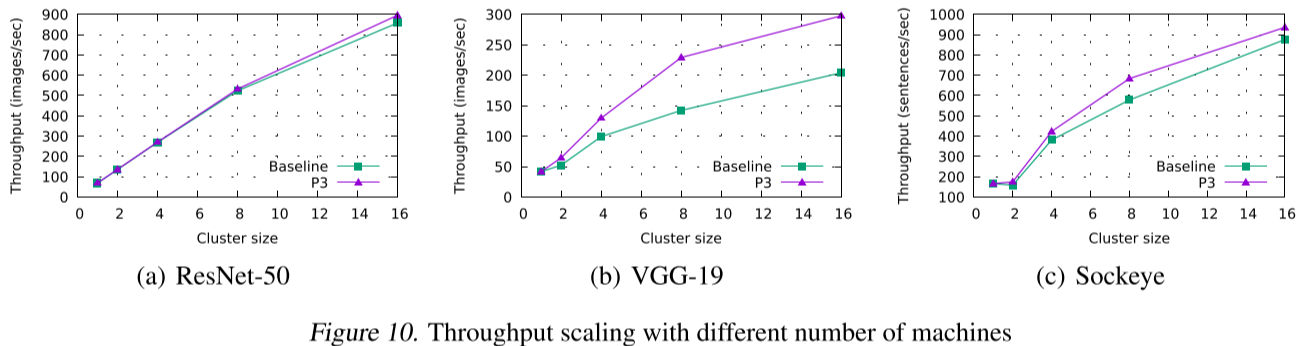 Throughput (images/sec)
900
800
700
600
500
400
300
200
100
0
0 2 4 6 8 10 12 14 16
Cluster size
Baseline
P3
(a) ResNet-50
Throughput (images/sec)
300
250
200
150
100
50
0
0 2 4 6 8 10 12 14 16
Cluster size
Baseline
P3
(b) VGG-19
Throughput (sentences/sec)
1000
900
800
700
600
500
400
300
200
100
0 2 4 6 8 10 12 14 16
Cluster size
Baseline
P3
(c) Sockeye
Figure 10. Throughput scaling with different number of machines